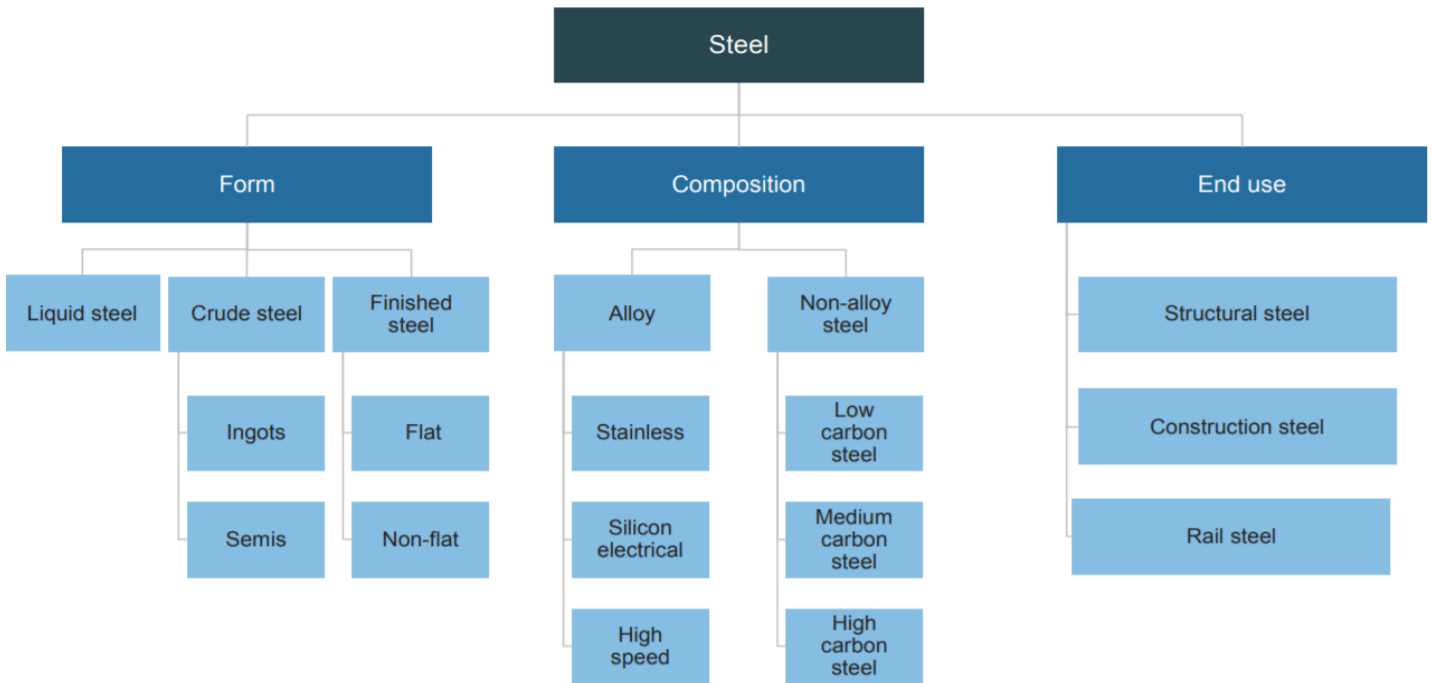 Steel
Form
Composition
End use
Liquid steel
Crude steel
Finished
steel
Alloy
Non-alloy
steel
Structural steel
Ingots
Flat
Stainless
Low
carbon
steel
Construction steel
Semis
Non-flat
Silicon
electrical
Medium
carbon
steel
Rail steel
High
speed
High
carbon
steel